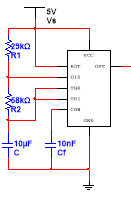 5V
Vs
29kΩ
R1
VCC
RST
OUT
DIS
THR
TRI
CON
68kΩ
R2
10μF
C
10nF
Cf
GND